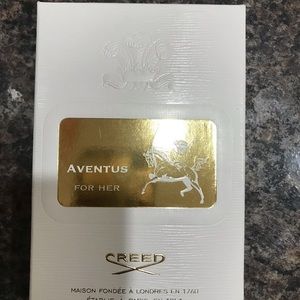 AVENTUS
FOR HER
CREED
MAISON FONDÉE À LONDRES EN 1760